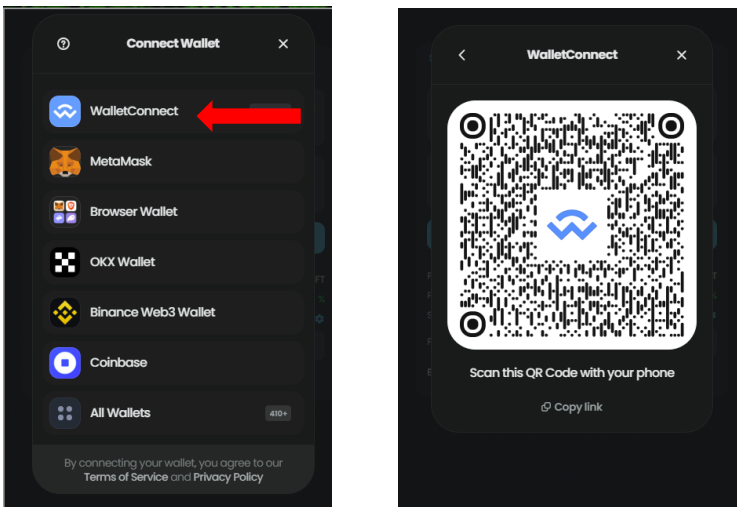 Connect Wallet
WalletConnect
MetaMask
Browser Wallet
OKX Wallet
Binance Web3 Wallet
Coinbase
All Wallets 410+
By connecting your wallet, you agree to our
Terms of Service and Privacy Policy
WalletConnect
Scan this QR Code with your phone
Copy link